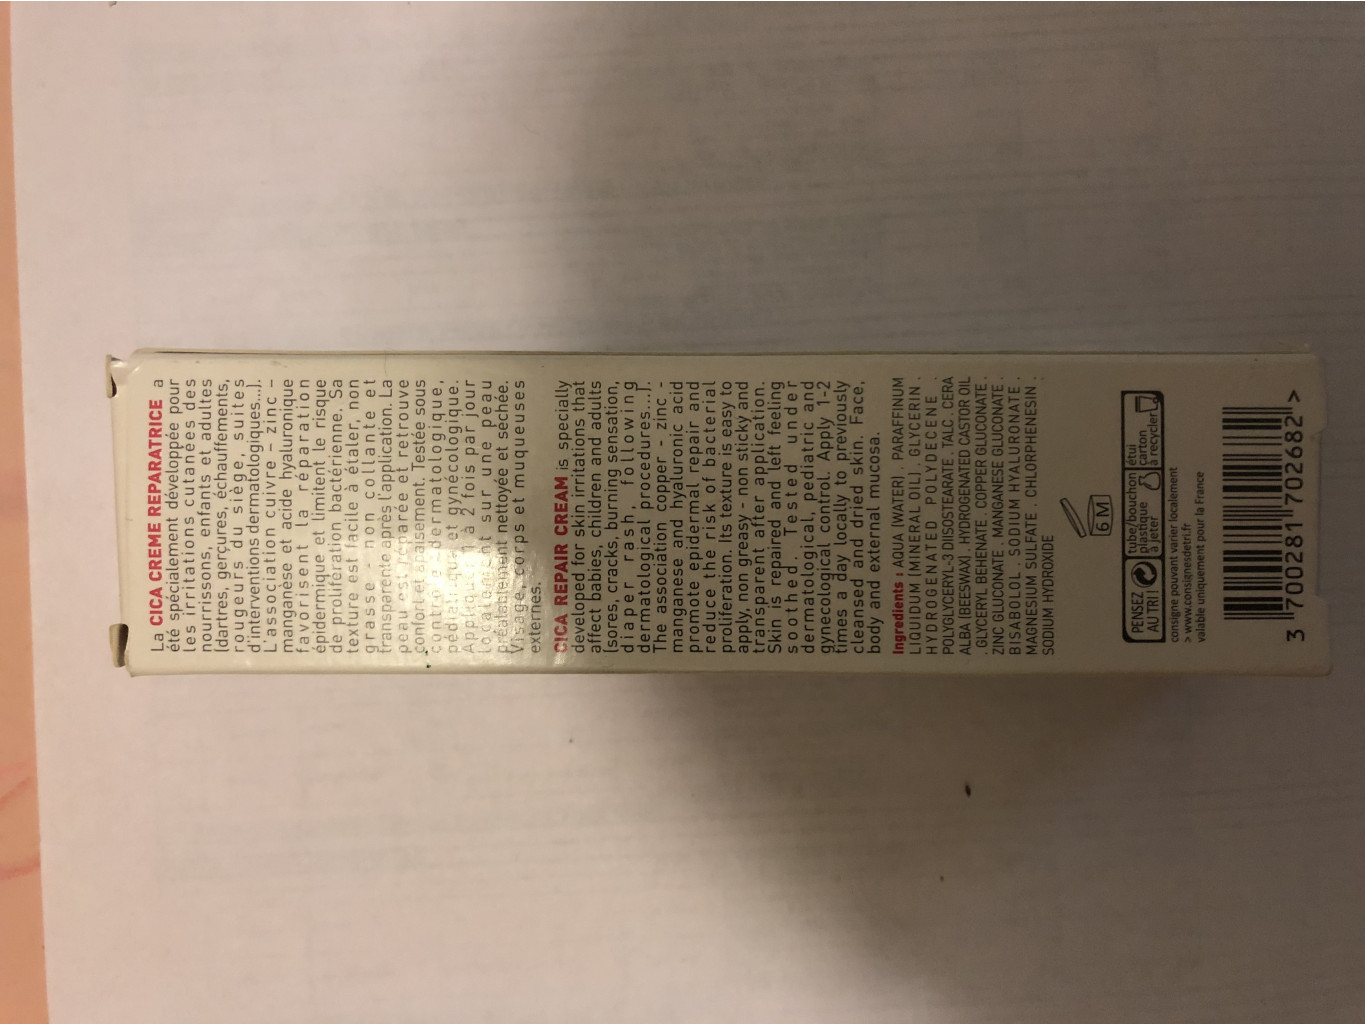 La CICA CREME REPARATRICE a
été spécialement développée pour
les irritations cutanées des
nourrissons, enfants et adultes
(dartres, gerçures, échauffements,
rougeurs du siège, suites
d'interventions dermatologiques...).
L'association cuivre – zinc –
manganèse et acide hyaluronique
favorisent la réparation
épidermique et limitent le risque
de prolifération bactérienne. Sa
texture est facile à étaler, non
grasse - non collante et
transparente après l'application. La
peau est réparée et retrouve
confort et apaisement. Testée sous
contrôle dermatologique,
pédiatrique et gynécologique.
Appliquer 1 à 2 fois par jour
localement sur une peau
préalablement nettoyée et sechée.
Visage, corps et muqueuses
externes.
CICA REPAIR CREAM is specially
developed for skin irritations that
affect babies, children and adults
(sores, cracks, burning sensation,
diaper rash, following
dermatological procedures...).
The association copper - zinc -
manganese and hyaluronic acid
promote epidermal repair and
reduce the risk of bacterial
proliferation. Its texture is easy to
apply, non greasy - non sticky and
transparent after application.
Skin is repaired and left feeling
soothed. Tested under
dermatological, pediatric and
gynecological control. Apply 1-2
times a day locally to previously
cleansed and dried skin. Face,
body and external mucosa.
Ingredients : AQUA (WATER) . PARAFFINUM
LIQUIDUM (MINERAL OIL) . GLYCERIN .
HYDROGENATED POLYDECENE .
POLYGLYCERYL-3 DIISOSTEARATE . TALC . CERA
ALBA (BEESWAX). HYDROGENATED CASTOR OIL
. GLYCERYL BEHENATE . COPPER GLUCONATE .
ZINC GLUCONATE . MANGANESE GLUCONATE .
BISABOLOL . SODIUM HYALURONATE .
MAGNESIUM SULFATE . CHLORPHENESIN .
SODIUM HYDROXIDE
6 M
PENSEZ
AU TRI !
tube/bouchon
plastique
à jeter
étui
carton
à recycler
consigne pouvant varier localement
> www.consignesdetri.fr
valable uniquement pour la France
3 700281 702682 >